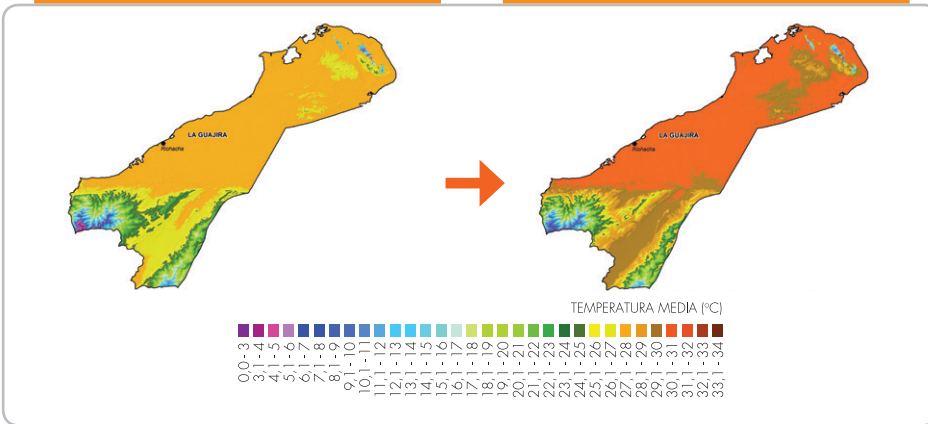 LA GUAJIRA
Riohacha
LA GUAJIRA
Riohacha
TEMPERATURA MEDIA (°C)
0,0 - 3
3,1 - 4
4,1 - 5
5,1 - 6
6,1 - 7
7,1 - 8
8,1 - 9
9,1 - 10
10,1 - 11
11,1 - 12
12,1 - 13
13,1 - 14
14,1 - 15
15,1 - 16
16,1 - 17
17,1 - 18
18,1 - 19
19,1 - 20
20,1 - 21
21,1 - 22
22,1 - 23
23,1 - 24
24,1 - 25
25,1 - 26
26,1 - 27
27,1 - 28
28,1 - 29
29,1 - 30
30,1 - 31
31,1 - 32
32,1 - 33
33,1 - 34